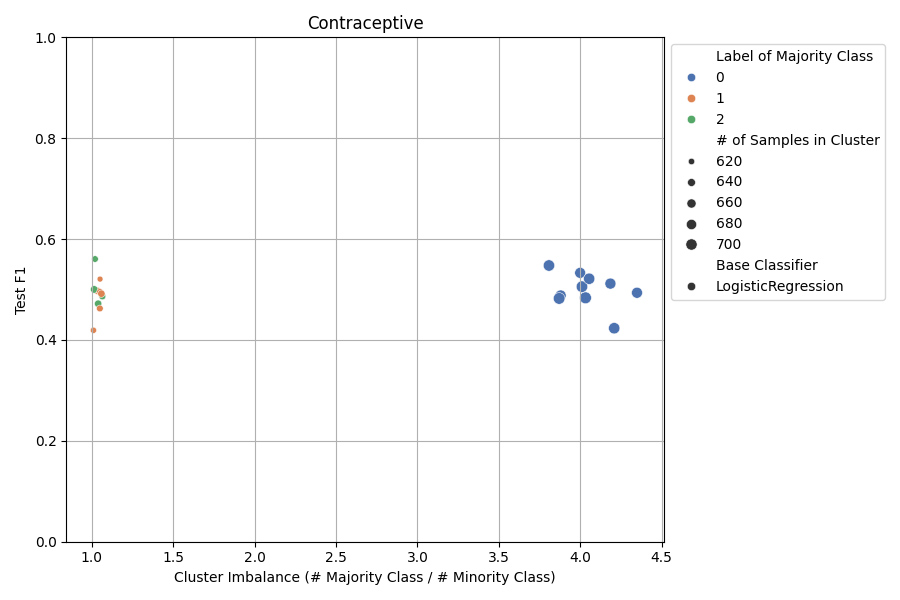 Contraceptive
Test F1
1.0
0.8
0.6
0.4
0.2
0.0
1.0 1.5 2.0 2.5 3.0 3.5 4.0 4.5
Cluster Imbalance (# Majority Class / # Minority Class)
Label of Majority Class
0
1
2
# of Samples in Cluster
620
640
660
680
700
Base Classifier
LogisticRegression